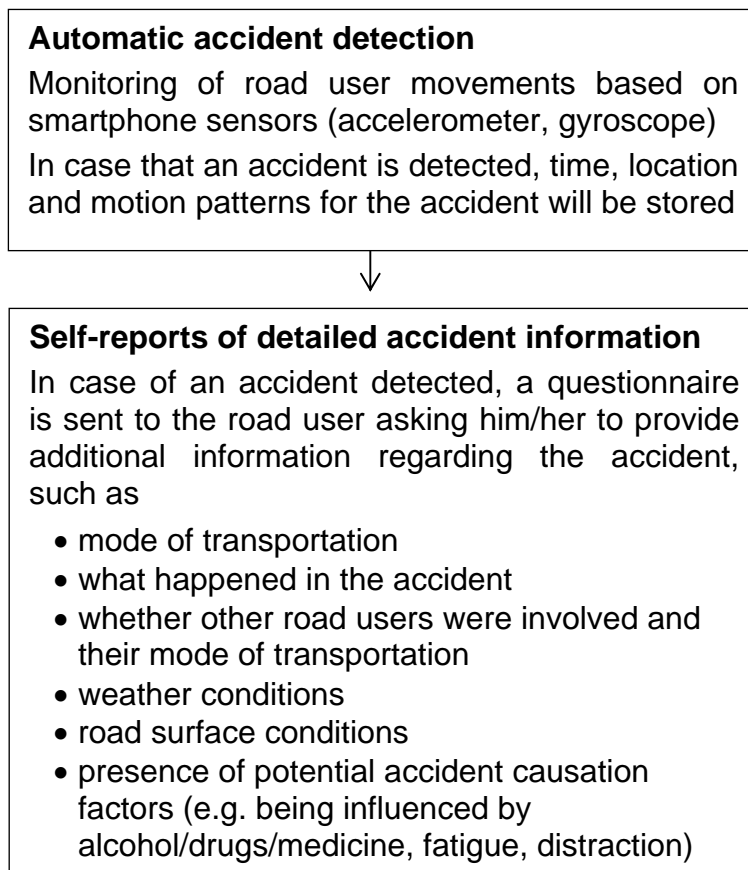 Automatic accident detection
Monitoring of road user movements based on
smartphone sensors (accelerometer, gyroscope)
In case that an accident is detected, time, location
and motion patterns for the accident will be stored
Self-reports of detailed accident information
In case of an accident detected, a questionnaire
is sent to the road user asking him/her to provide
additional information regarding the accident,
such as
• mode of transportation
• what happened in the accident
• whether other road users were involved and
their mode of transportation
• weather conditions
• road surface conditions
• presence of potential accident causation
factors (e.g. being influenced by
alcohol/drugs/medicine, fatigue, distraction)